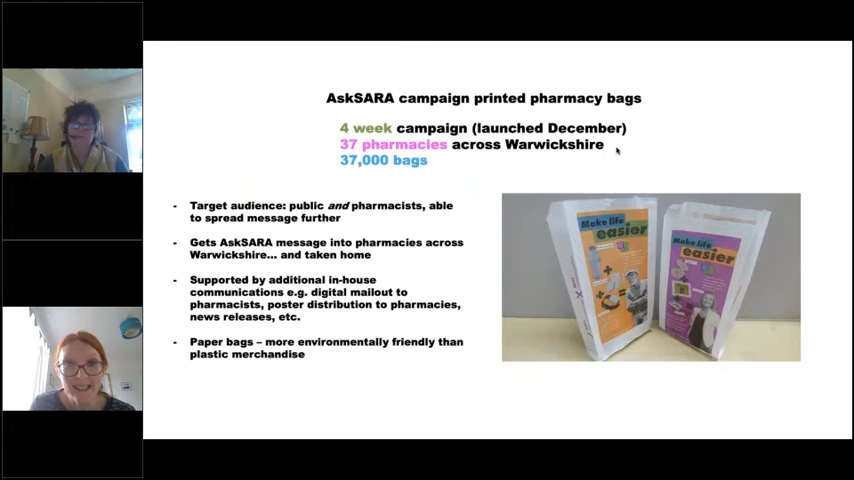 AskSARA campaign printed pharmacy bags
4 week campaign (launched December)
37 pharmacies across Warwickshire
37,000 bags
- Target audience: public and pharmacists, able
to spread message further
- Gets AskSARA message into pharmacies across
Warwickshire... and taken home
- Supported by additional in-house
communications e.g. digital mailout to
pharmacists, poster distribution to pharmacies,
news releases, etc.
- Paper bags – more environmentally friendly than
plastic merchandise
Make life
easier
Make life
easier